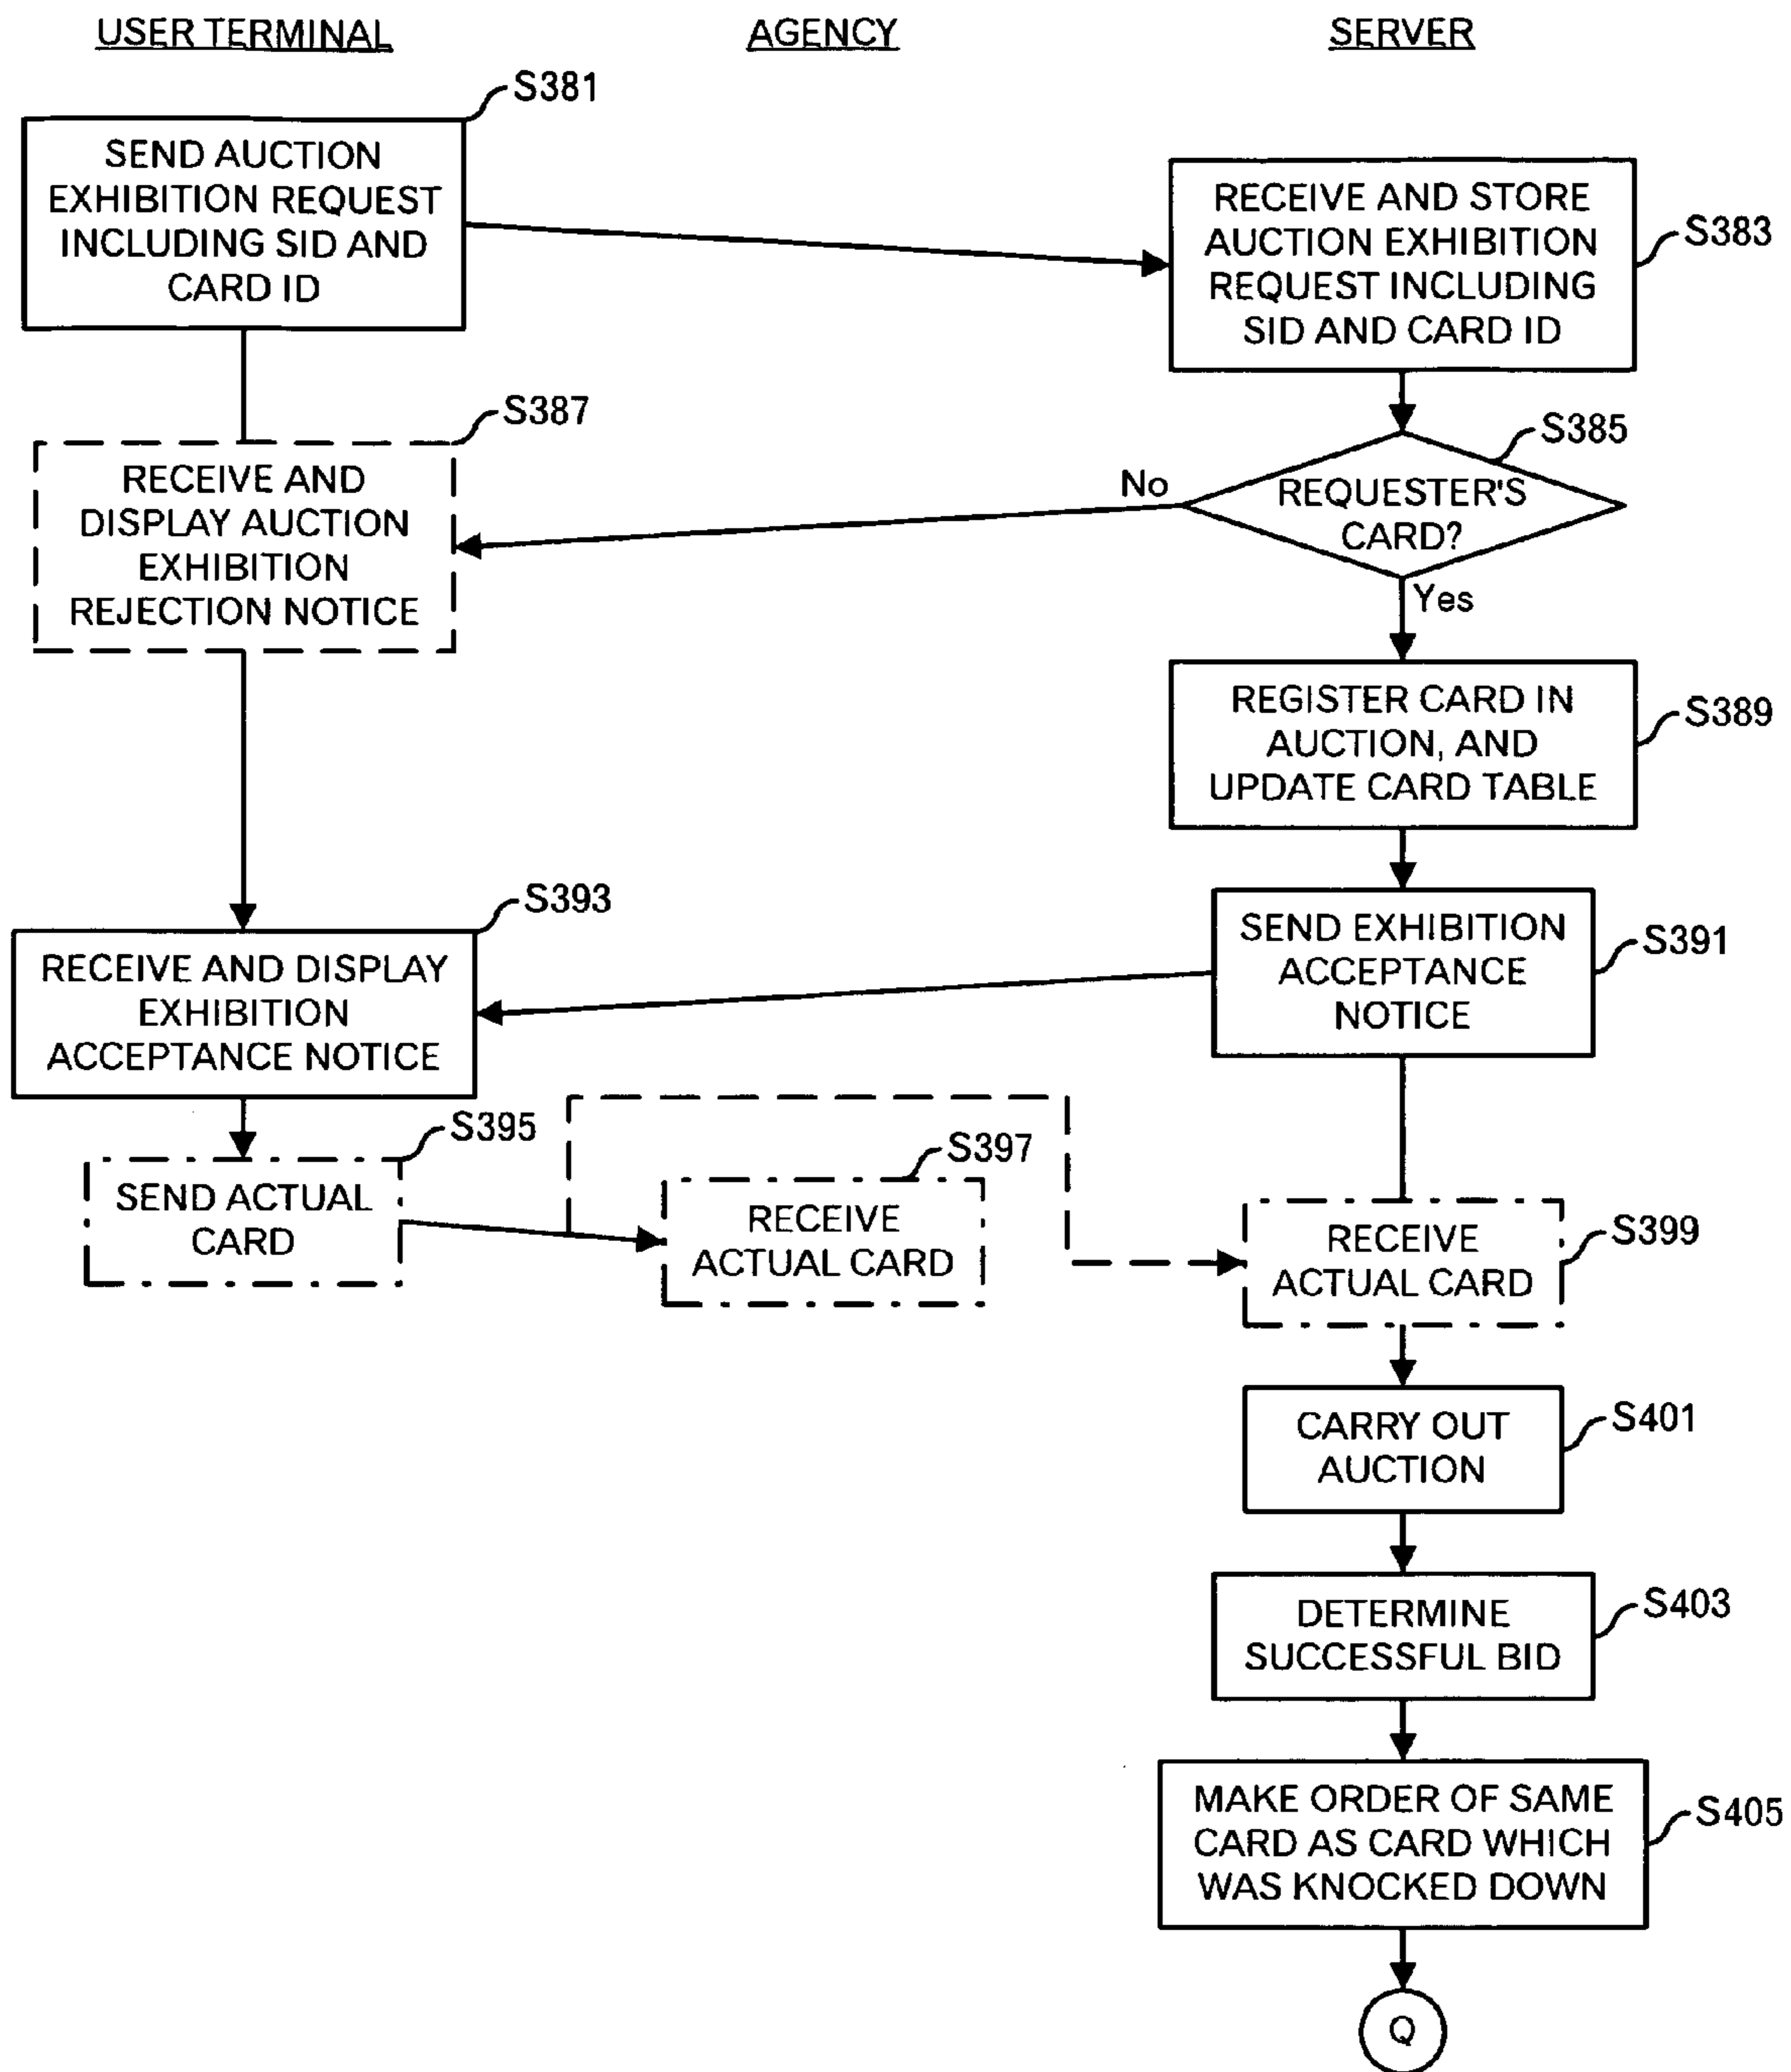 USER TERMINAL
AGENCY
SERVER
S381
SEND AUCTION
EXHIBITION REQUEST
INCLUDING SID AND
CARD ID
RECEIVE AND STORE
AUCTION EXHIBITION
REQUEST INCLUDING
SID AND CARD ID
S383
S387
RECEIVE AND
DISPLAY AUCTION
EXHIBITION
REJECTION NOTICE
S385
No
REQUESTER'S
CARD?
Yes
REGISTER CARD IN
AUCTION, AND
UPDATE CARD TABLE
S389
S393
RECEIVE AND DISPLAY
EXHIBITION
ACCEPTANCE NOTICE
SEND EXHIBITION
ACCEPTANCE
NOTICE
S391
S395
SEND ACTUAL
CARD
S397
RECEIVE
ACTUAL CARD
RECEIVE
ACTUAL CARD
S399
CARRY OUT
AUCTION
S401
DETERMINE
SUCCESSFUL BID
S403
MAKE ORDER OF SAME
CARD AS CARD WHICH
WAS KNOCKED DOWN
S405
Q